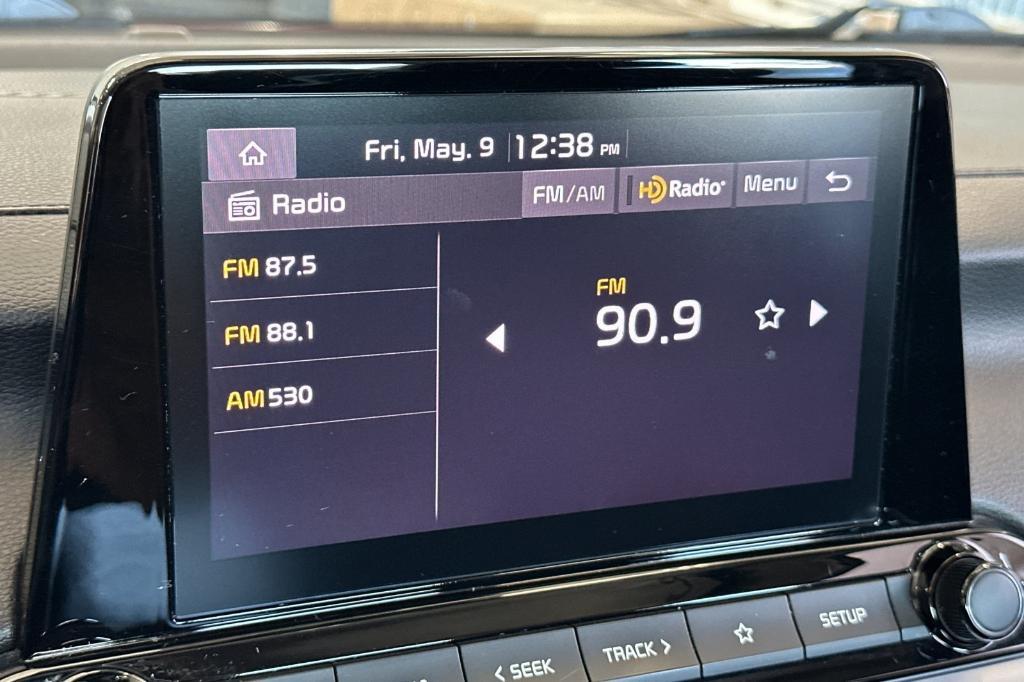 Fri, May. 9 12:38 PM
Radio FM/AM HD Radio Menu
FM 87.5
FM 88.1
AM 530
FM
90.9
< SEEK TRACK > SETUP